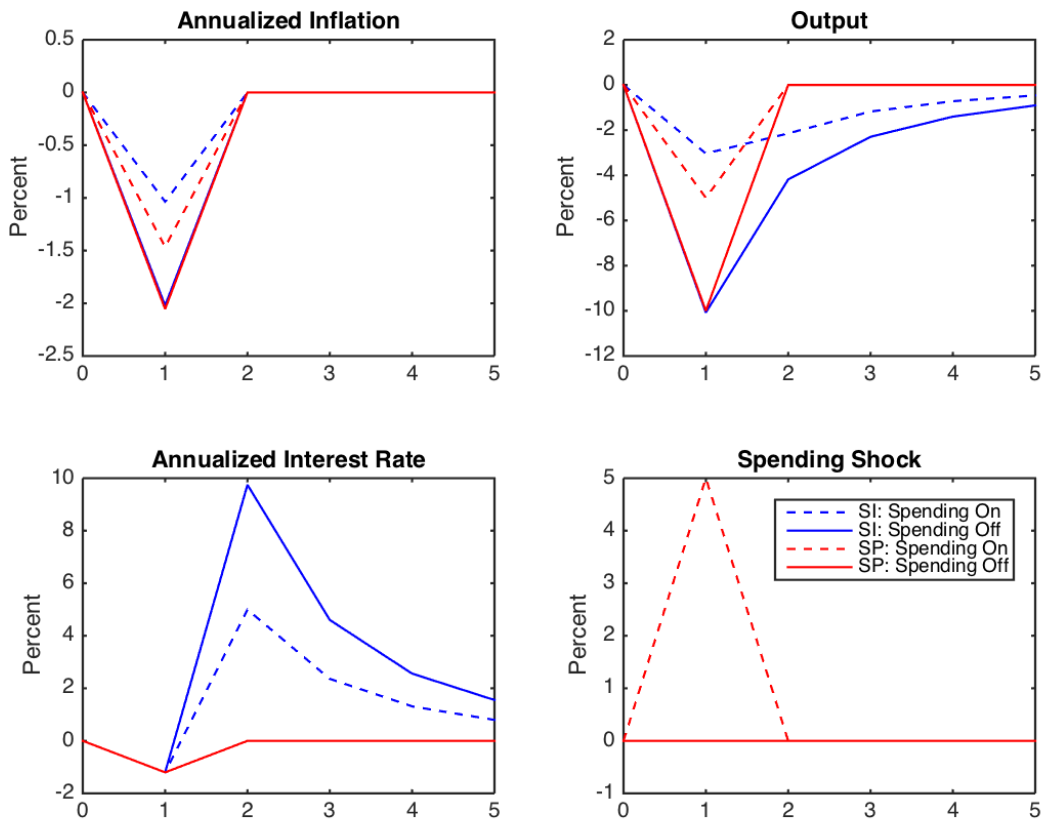 Annualized Inflation
0.5
0
-0.5
-1
-1.5
-2
-2.5
Percent
0 1 2 3 4 5
Output
2
0
-2
-4
-6
-8
-10
-12
Percent
0 1 2 3 4 5
Annualized Interest Rate
10
8
6
4
2
0
-2
Percent
0 1 2 3 4 5
Spending Shock
5
4
3
2
1
0
-1
Percent
SI: Spending On
SI: Spending Off
SP: Spending On
SP: Spending Off
0 1 2 3 4 5